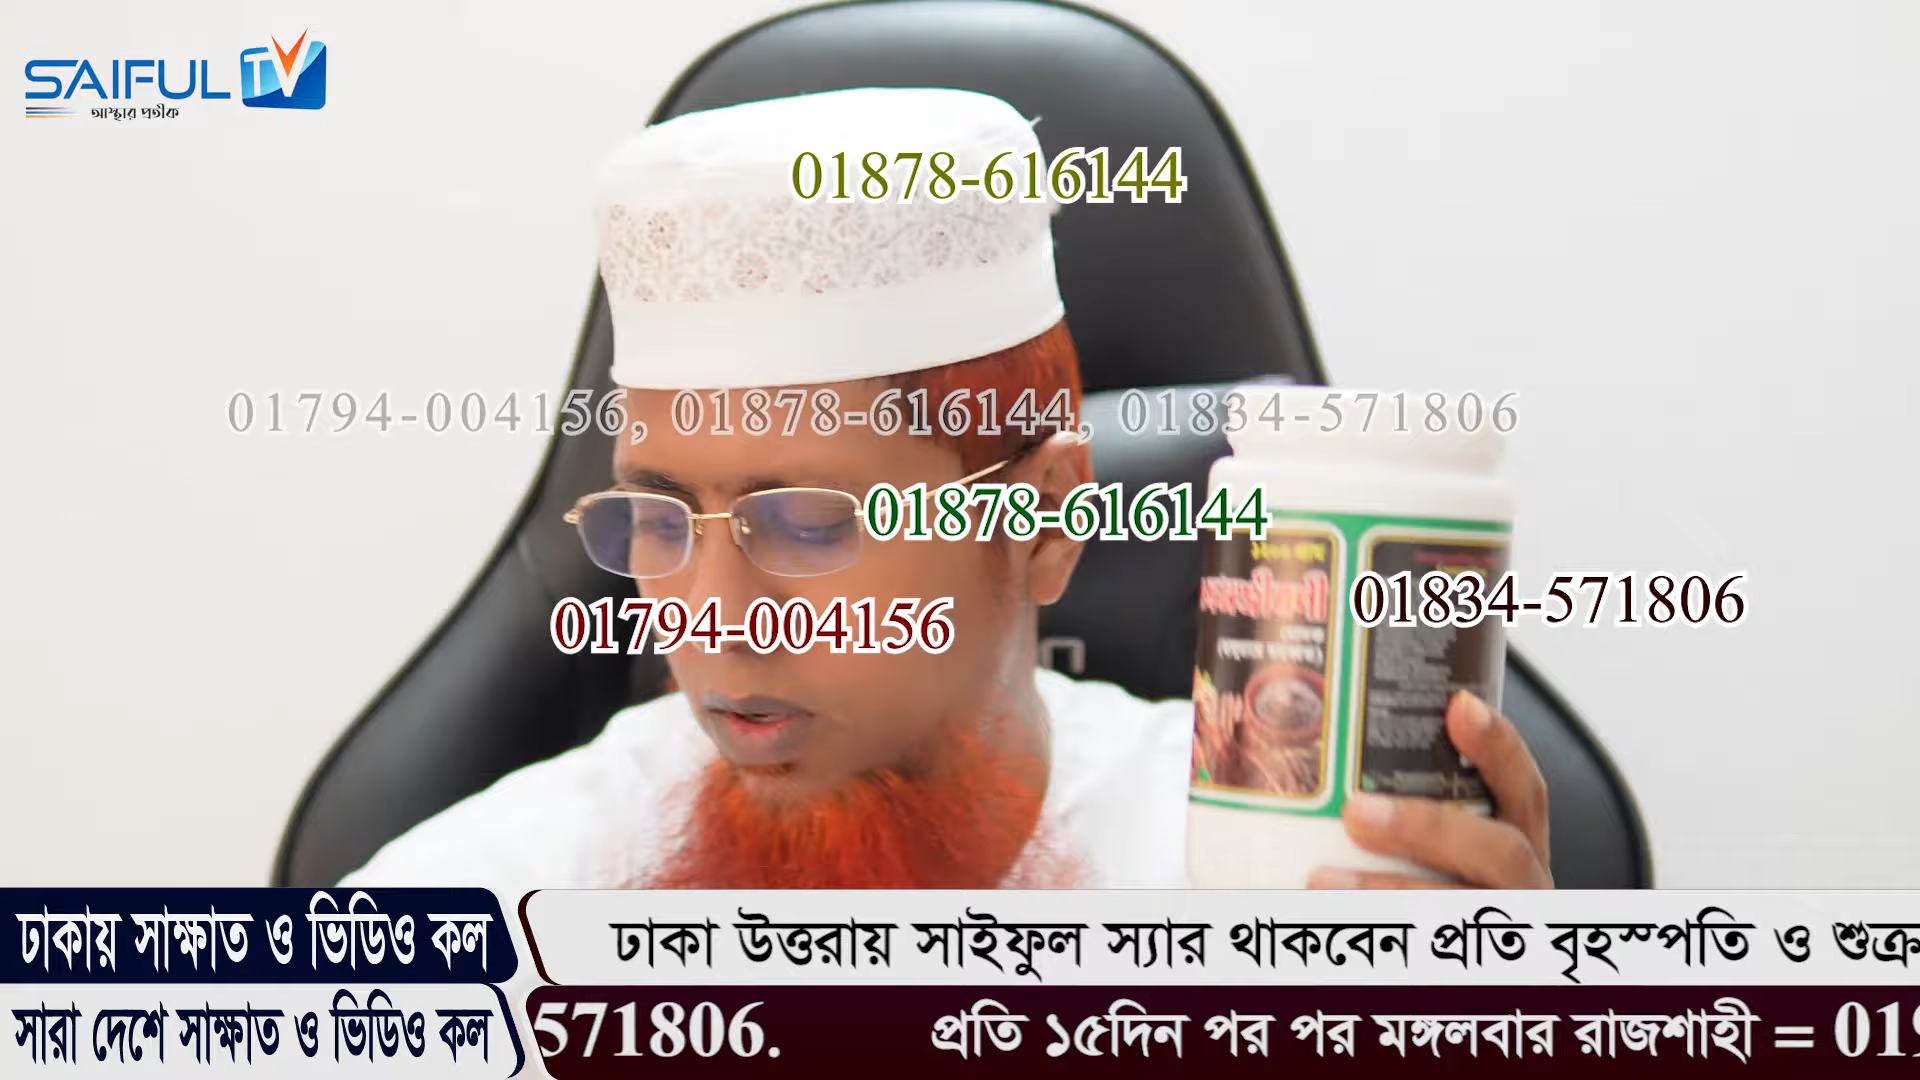 SAIFUL TV
আস্থার প্রতীক
01878-616144
01794-004156, 01878-616144, 01834-571806
01878-616144
01834-571806
01794-004156
ঢাকায় সাক্ষাত ও ভিডিও কল
ঢাকা উত্তরায় সাইফুল স্যার থাকবেন প্রতি বৃহস্পতি ও শুক্র
সারা দেশে সাক্ষাত ও ভিডিও কল
571806. প্রতি ১৫দিন পর পর মঙ্গলবার রাজশাহী = 019